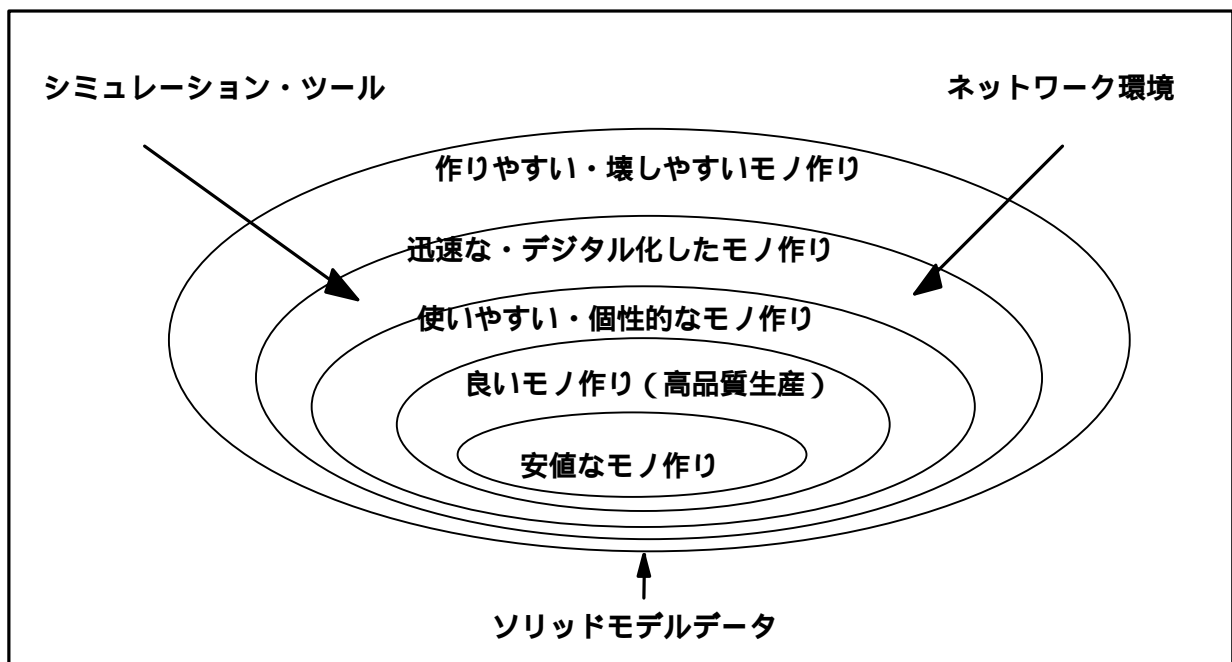 シミュレーション・ツール
ネットワーク環境
作りやすい・壊しやすいモノ作り
迅速な・デジタル化したモノ作り
使いやすい・個性的なモノ作り
良いモノ作り(高品質生産)
安値なモノ作り
ソリッドモデルデータ